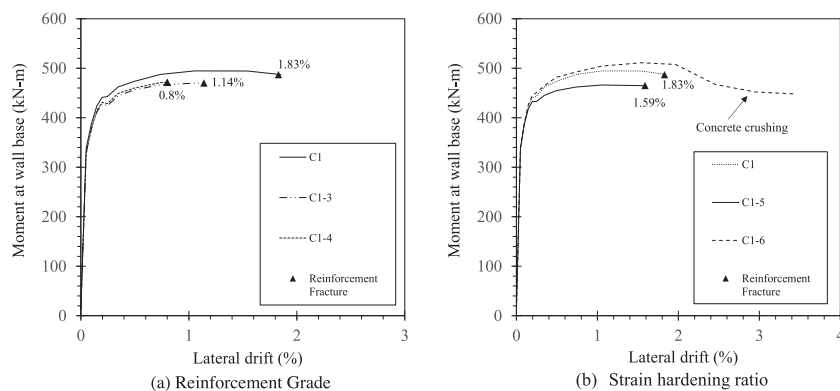 600
500
400
300
200
100
0
Moment at wall base (kN-m)
1.83%
1.14%
0.8%
C1
C1-3
C1-4
Reinforcement
Fracture
0
1
2
3
Lateral drift (%)
(a) Reinforcement Grade
600
500
400
300
200
100
0
Moment at wall base (kN-m)
1.83%
1.59%
Concrete crushing
C1
C1-5
C1-6
Reinforcement
Fracture
0
1
2
3
4
Lateral drift (%)
(b) Strain hardening ratio